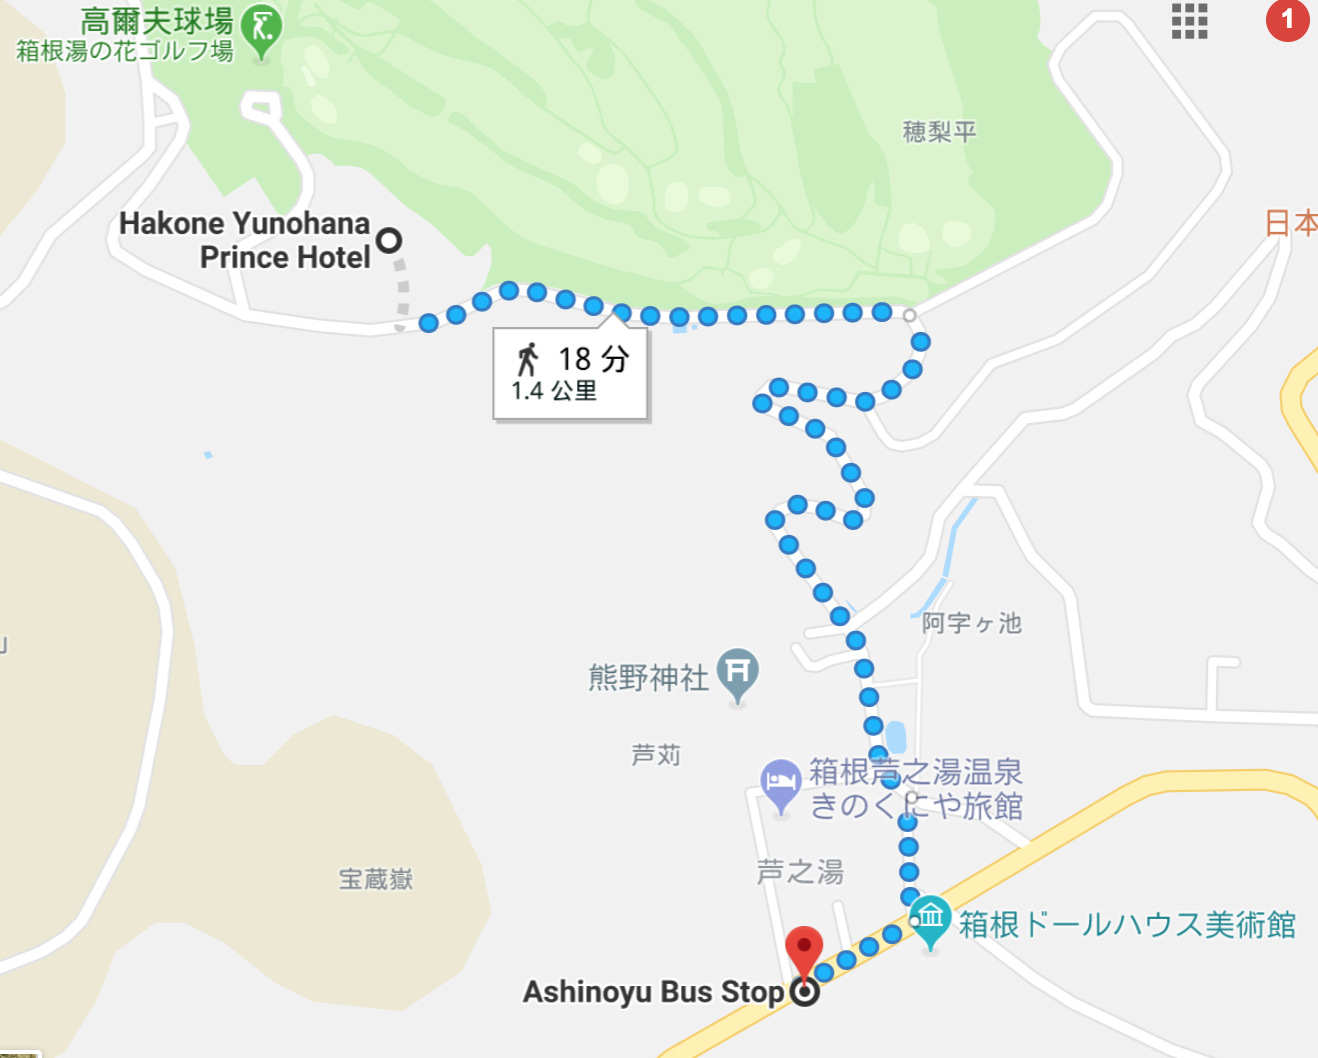 高爾夫球場
箱根湯の花ゴルフ場
1
穂梨平
日本
Hakone Yunohana
Prince Hotel
18 分
1.4 公里
阿字ヶ池
熊野神社
芦苅
箱根芦之湯温泉
きのくにや旅館
芦之湯
宝蔵嶽
箱根ドールハウス美術館
Ashinoyu Bus Stop